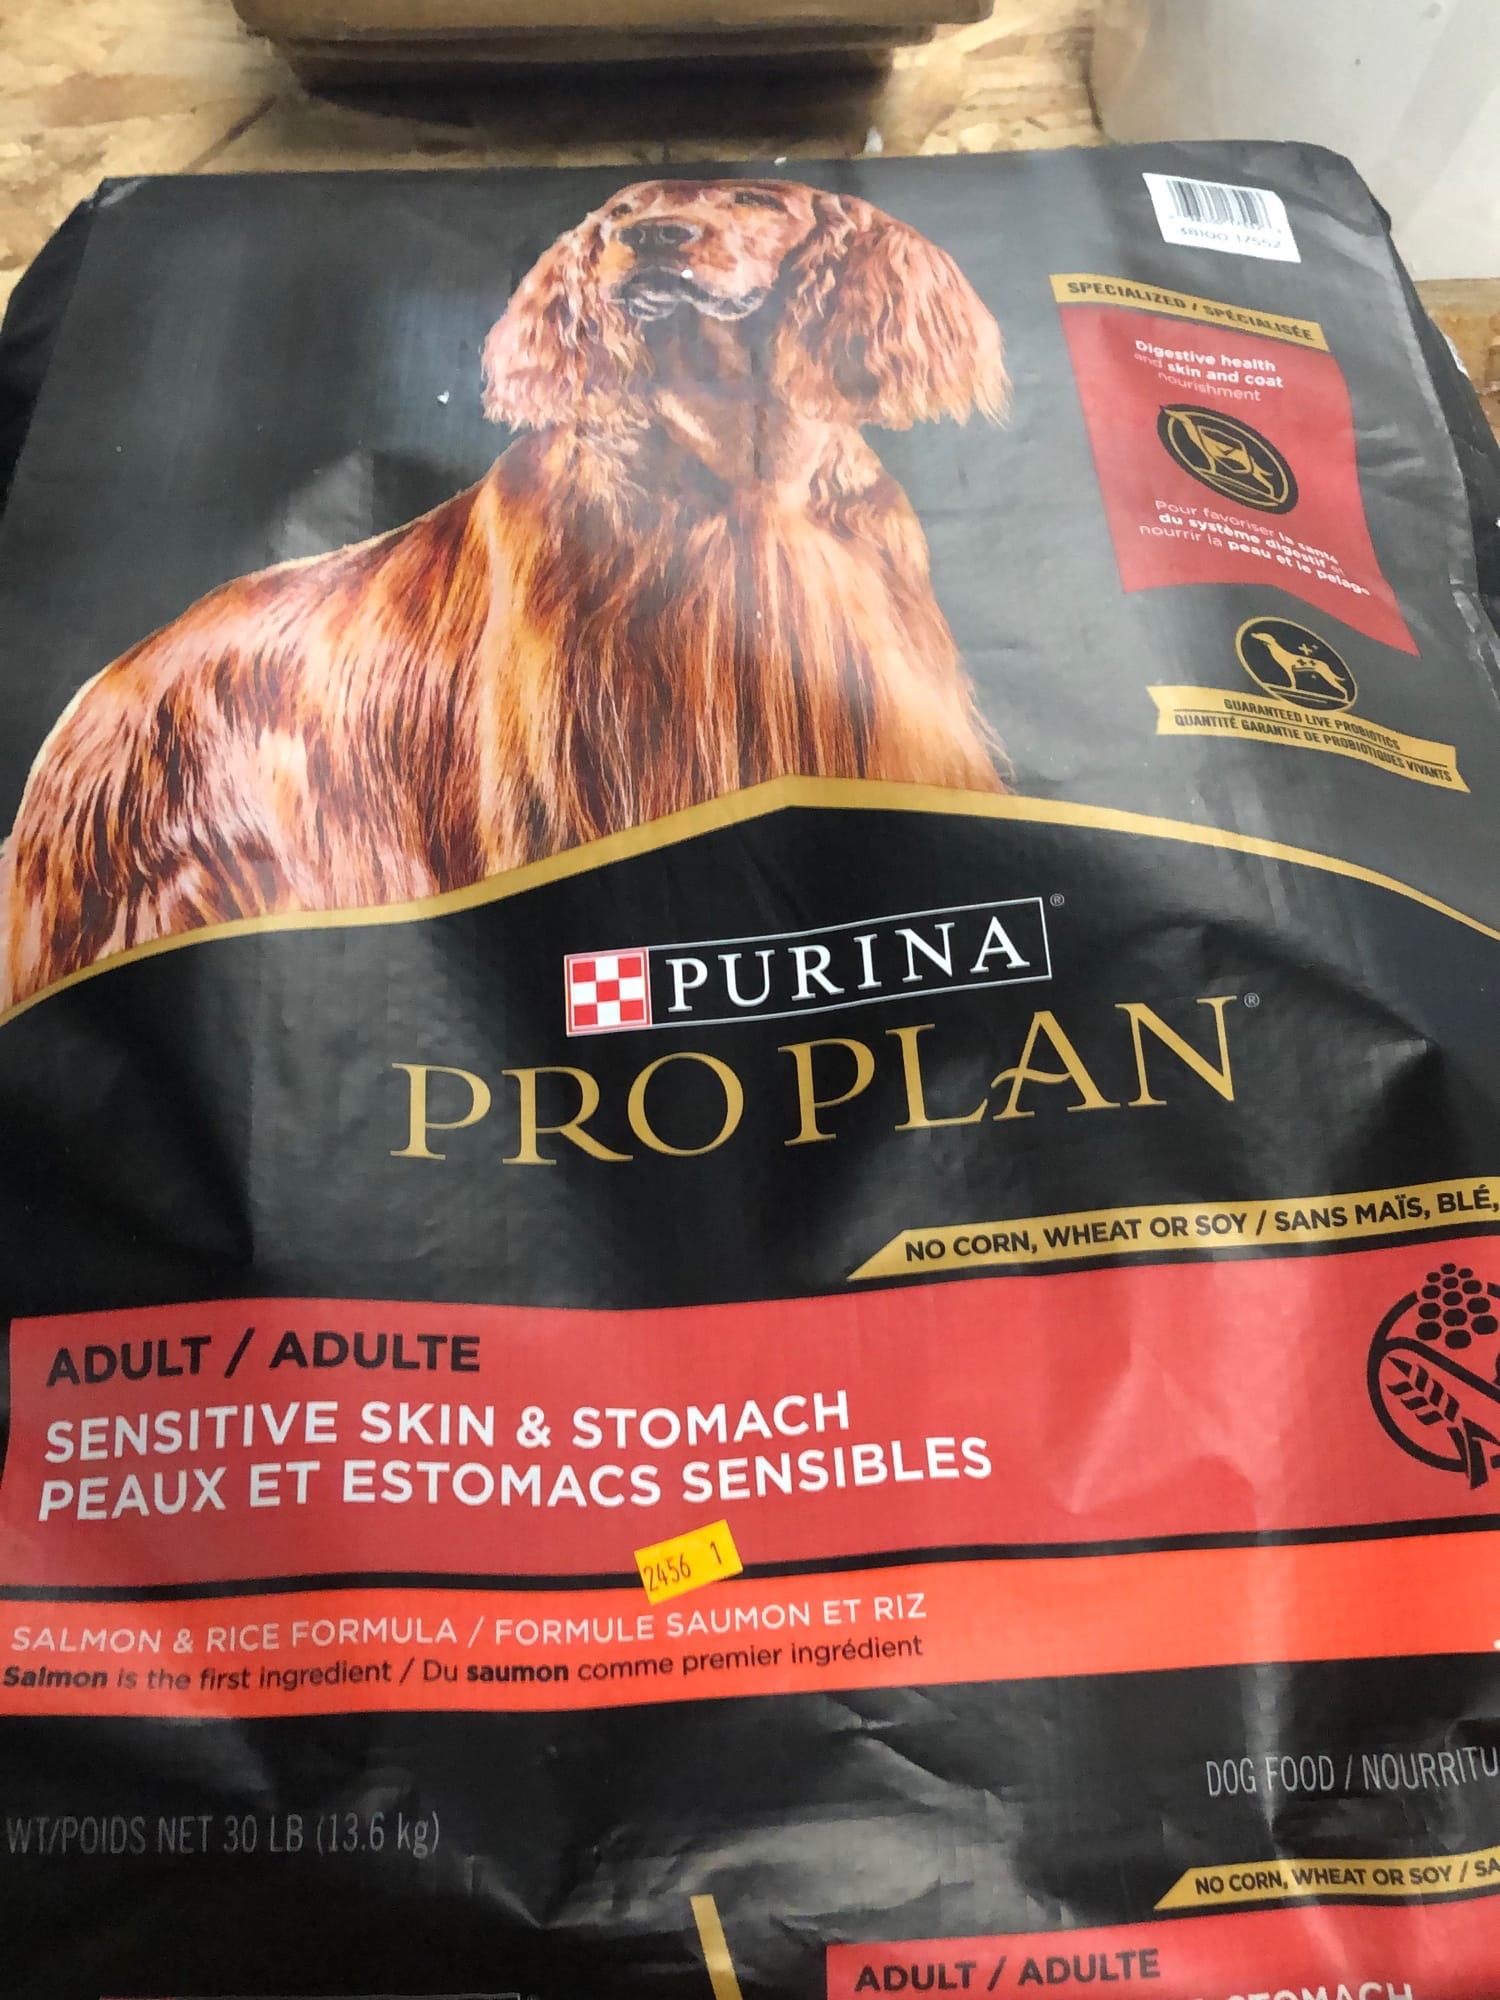 38100 17552
SPECIALIZED / SPÉCIALISÉE
Digestive health
and skin and coat
nourishment
Pour favoriser la santé
du système digestif et
nourrir la peau et le pelage
GUARANTEED LIVE PROBIOTICS
QUANTITÉ GARANTIE DE PROBIOTIQUES VIVANTS
PURINA®
PRO PLAN®
NO CORN, WHEAT OR SOY / SANS MAÏS, BLÉ,
ADULT / ADULTE
SENSITIVE SKIN & STOMACH
PEAUX ET ESTOMACS SENSIBLES
2456 1
SALMON & RICE FORMULA / FORMULE SAUMON ET RIZ
Salmon is the first ingredient / Du saumon comme premier ingrédient
DOG FOOD / NOURRITU
WT/POIDS NET 30 LB (13.6 kg)
NO CORN, WHEAT OR SOY / SA
ADULT / ADULTE
STOMACH